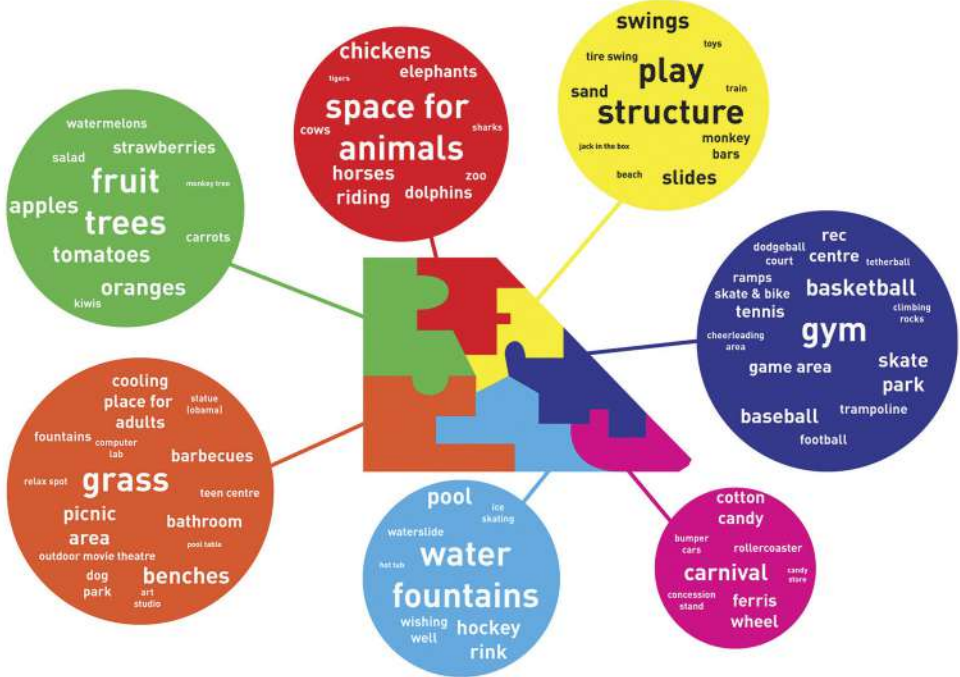 watermelons
salad
strawberries
fruit
monkey tree
apples
trees
carrots
tomatoes
oranges
kiwis
chickens
tigers
elephants
space for
cows
sharks
animals
horses
zoo
riding
dolphins
swings
toys
tire swing
play
train
sand
structure
monkey
bars
jack in the box
beach
slides
rec
centre
dodgeball
court
tetherball
ramps
skate & bike
basketball
tennis
climbing
rocks
cheerleading
area
gym
game area
skate
park
baseball
trampoline
football
cooling
place for
adults
statue
(obama)
fountains
computer
lab
barbecues
relax spot
grass
teen centre
picnic
area
bathroom
outdoor movie theatre
pool table
dog
park
benches
art
studio
pool
ice
skating
waterslide
water
hot tub
fountains
wishing
well
hockey
rink
cotton
candy
bumper
cars
rollercoaster
carnival
candy
store
concession
stand
ferris
wheel